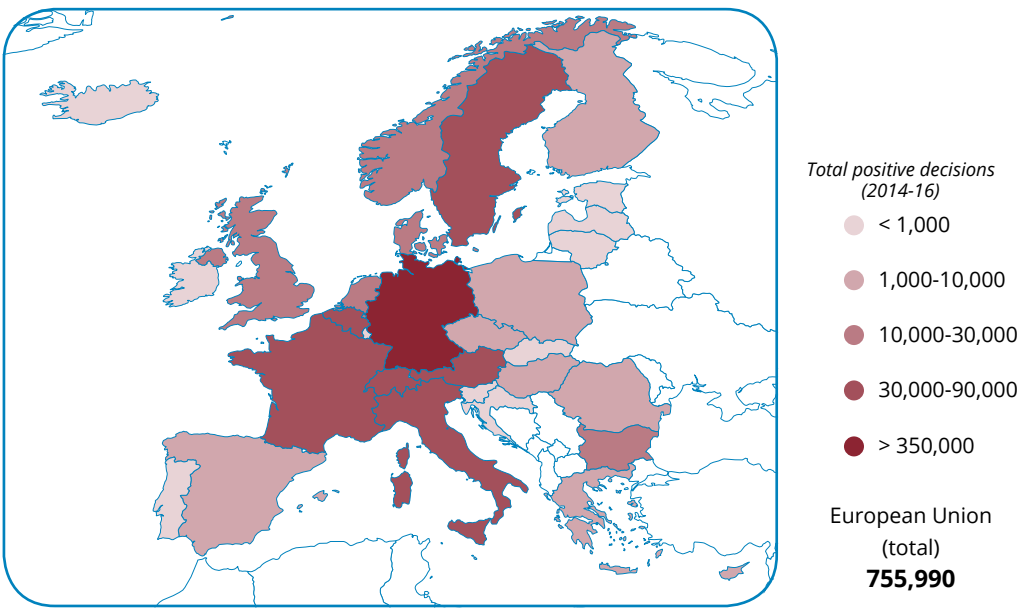 Total positive decisions
(2014-16)
< 1,000
1,000-10,000
10,000-30,000
30,000-90,000
> 350,000
European Union
(total)
755,990